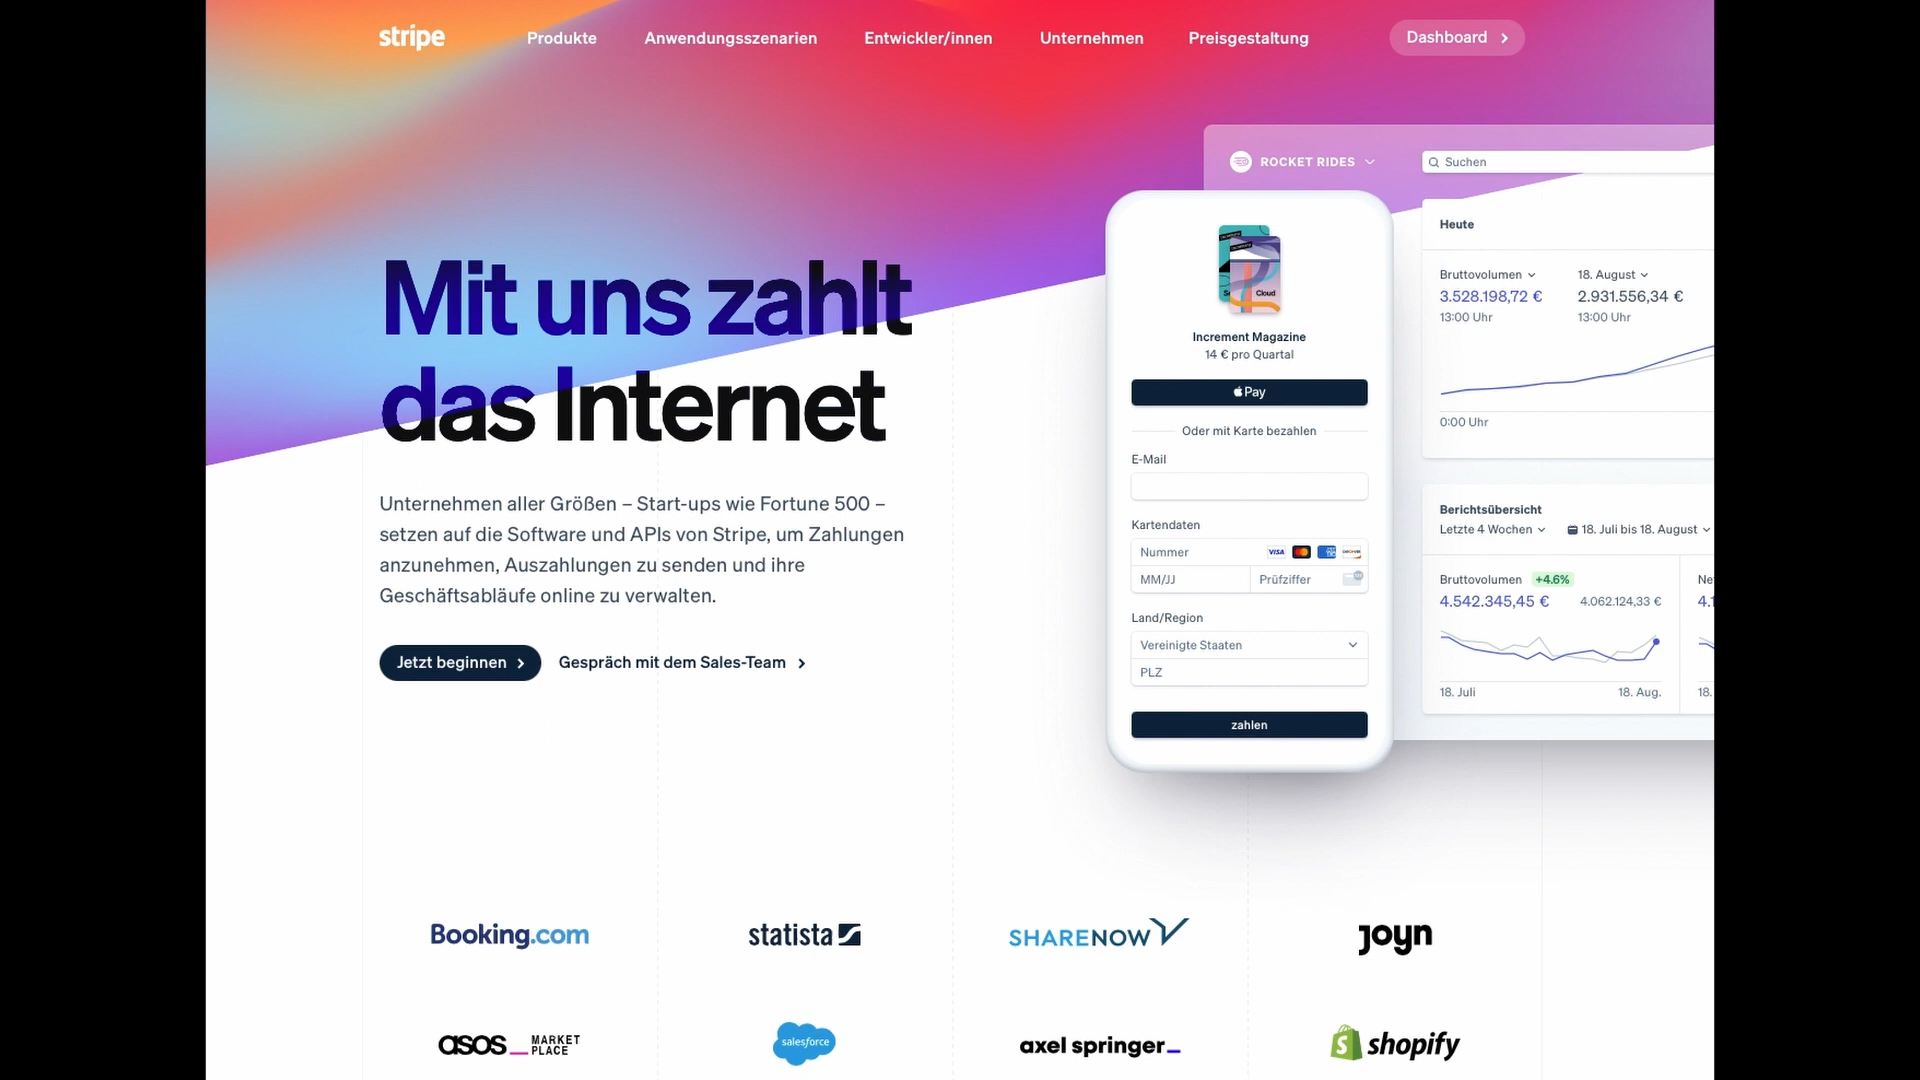 stripe
Produkte
Anwendungsszenarien
Entwickler/innen
Unternehmen
Preisgestaltung
Dashboard
Mit uns zahlt
das Internet
Unternehmen aller Größen – Start-ups wie Fortune 500 –
setzen auf die Software und APIs von Stripe, um Zahlungen
anzunehmen, Auszahlungen zu senden und ihre
Geschäftsabläufe online zu verwalten.
Jetzt beginnen
Gespräch mit dem Sales-Team
Cloud
Increment Magazine
14 € pro Quartal
Pay
Oder mit Karte bezahlen
E-Mail
Kartendaten
Nummer
VISA
MM/JJ
Prüfziffer
Land/Region
Vereinigte Staaten
PLZ
zahlen
ROCKET RIDES
Suchen
Heute
Bruttovolumen
18. August
3.528.198,72 €
2.931.556,34 €
13:00 Uhr
13:00 Uhr
0:00 Uhr
Berichtsübersicht
Letzte 4 Wochen
18. Juli bis 18. August
Bruttovolumen +4.6%
4.542.345,45 €
4.062.124,33 €
18. Juli
18. Aug.
18.
Booking.com
statista
SHARENOW
joyn
asos MARKET
PLACE
salesforce
axel springer_
shopify